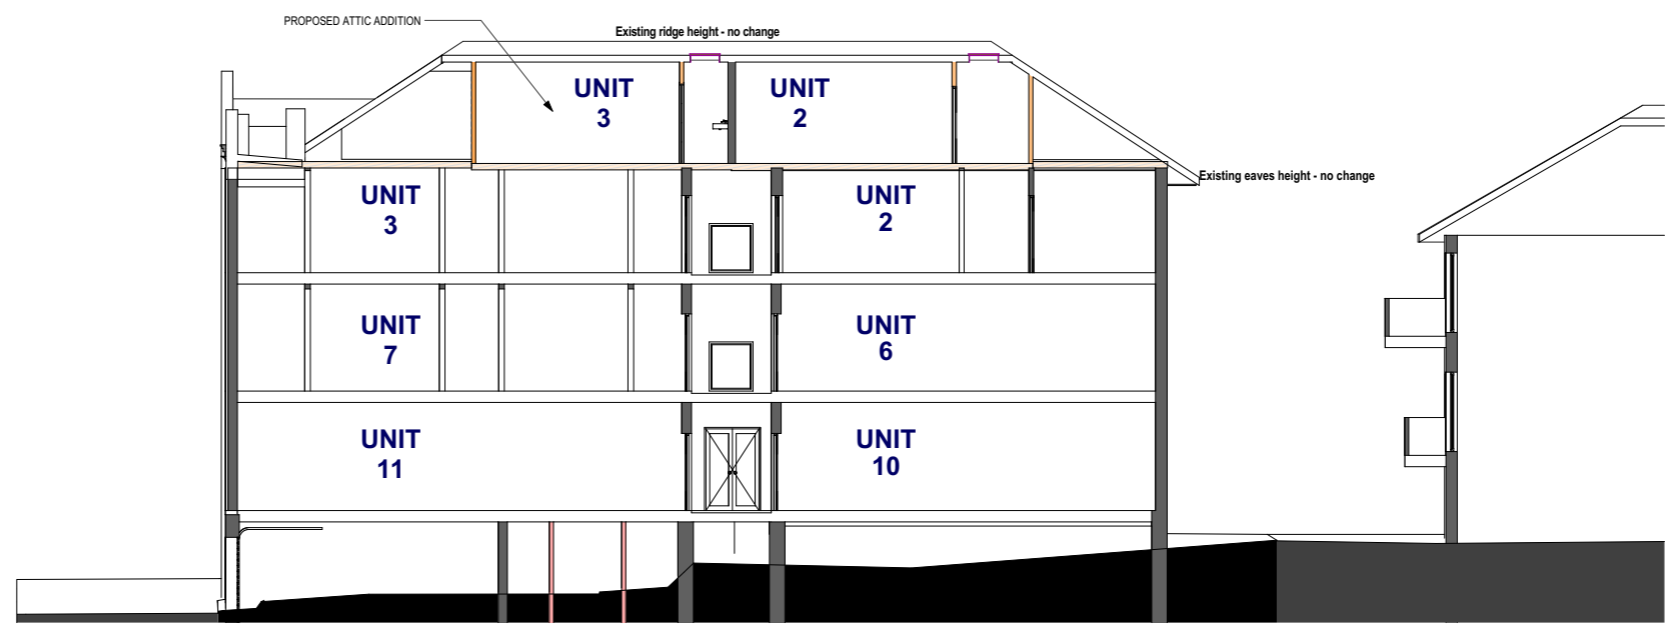 PROPOSED ATTIC ADDITION
Existing ridge height - no change
UNIT
3
UNIT
2
Existing eaves height - no change
UNIT
3
UNIT
2
UNIT
7
UNIT
6
UNIT
11
UNIT
10